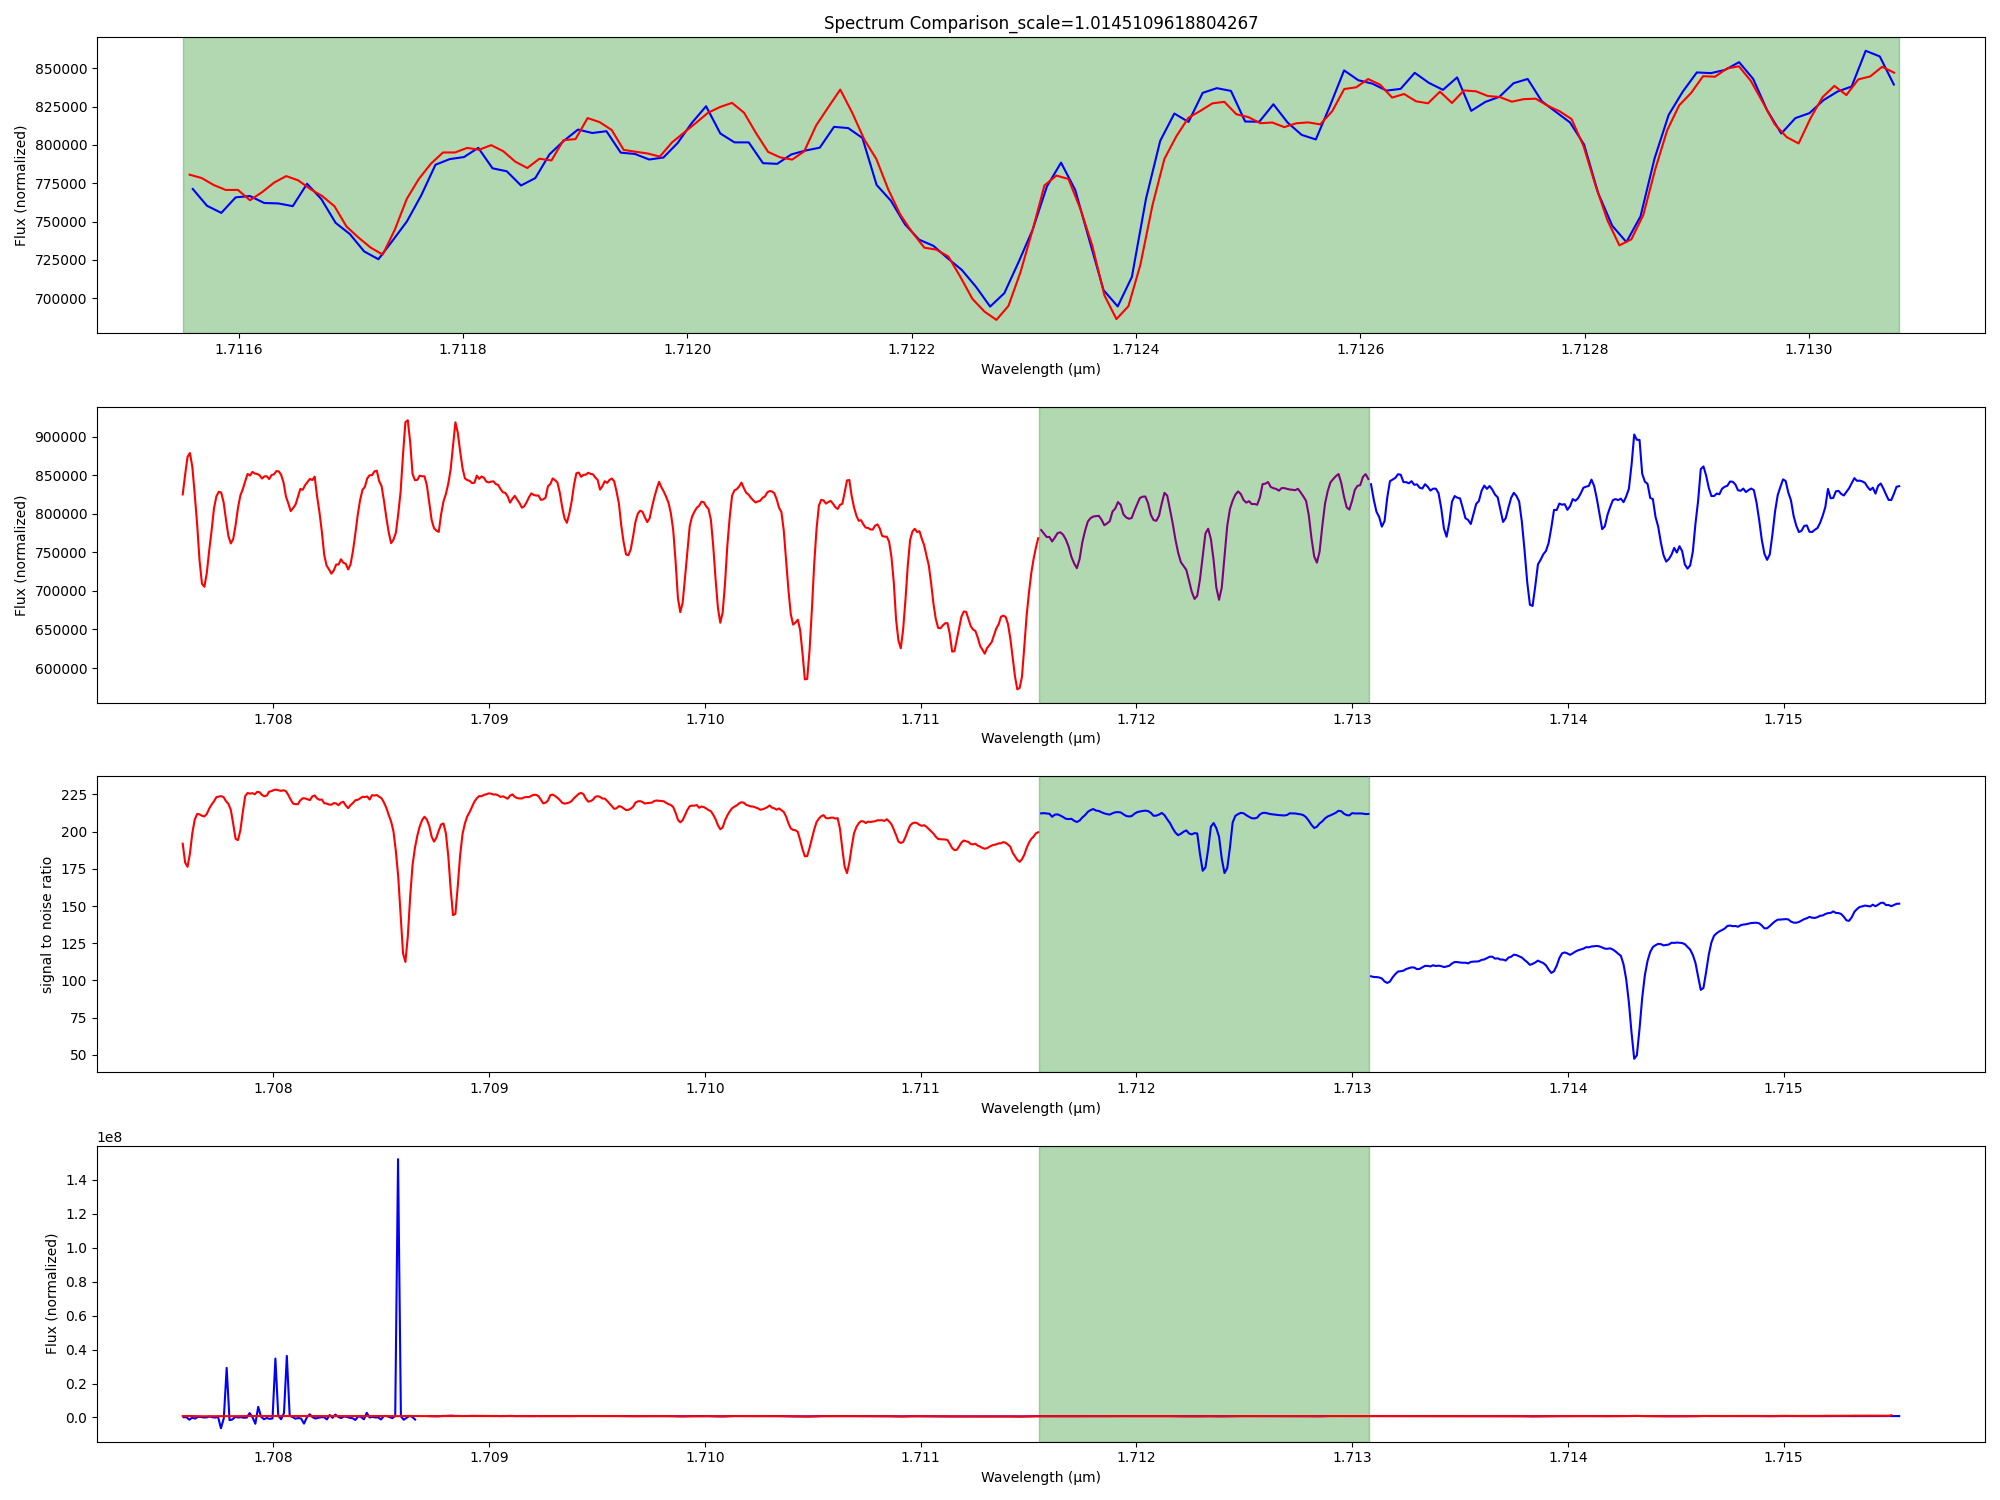 Spectrum Comparison_scale=1.0145109618804267
Flux (normalized)
850000
825000
800000
775000
750000
725000
700000
1.7116 1.7118 1.7120 1.7122 1.7124 1.7126 1.7128 1.7130
Wavelength (μm)
Flux (normalized)
900000
850000
800000
750000
700000
650000
600000
1.708 1.709 1.710 1.711 1.712 1.713 1.714 1.715
Wavelength (μm)
signal to noise ratio
225
200
175
150
125
100
75
50
1.708 1.709 1.710 1.711 1.712 1.713 1.714 1.715
Wavelength (μm)
1e8
Flux (normalized)
1.4
1.2
1.0
0.8
0.6
0.4
0.2
0.0
1.708 1.709 1.710 1.711 1.712 1.713 1.714 1.715
Wavelength (μm)